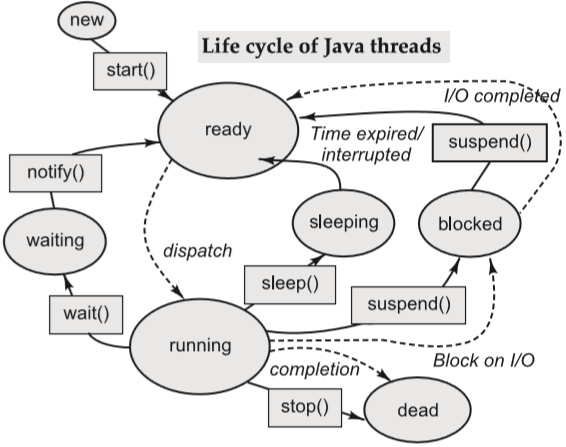 new
Life cycle of Java threads
start()
I/O completed
ready
Time expired/
interrupted
suspend()
notify()
sleeping
blocked
waiting
dispatch
sleep()
suspend()
wait()
running
Block on I/O
completion
stop()
dead